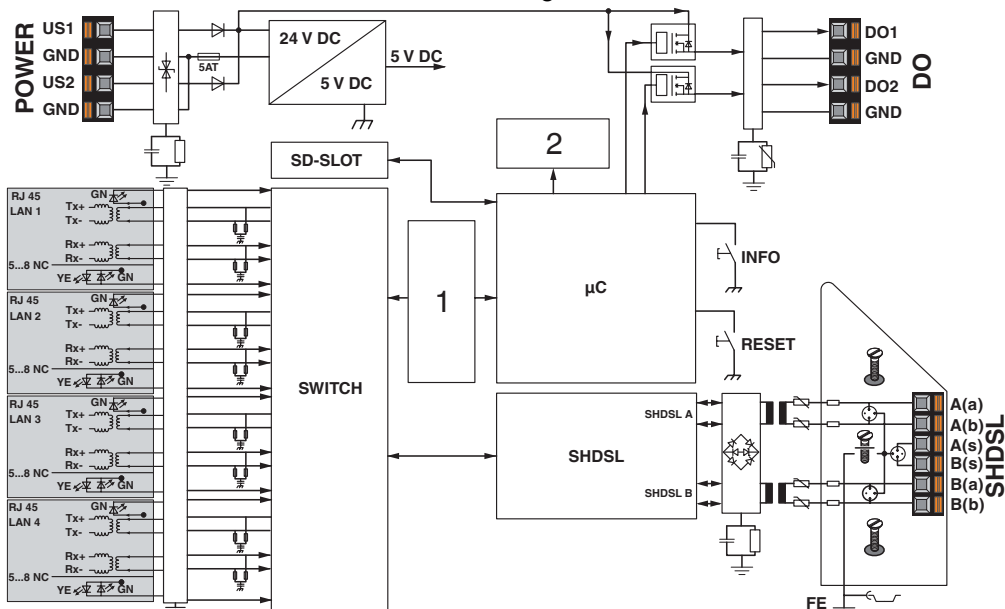 POWER
US1
GND
US2
GND
5AT
24 V DC
5 V DC
5 V DC
DO1
GND
DO2
GND
DO
SD-SLOT
2
RJ 45
LAN 1
GN
Tx+
Tx-
Rx+
Rx-
5...8 NC
YE
GN
RJ 45
LAN 2
GN
Tx+
Tx-
Rx+
Rx-
5...8 NC
YE
GN
RJ 45
LAN 3
GN
Tx+
Tx-
Rx+
Rx-
5...8 NC
YE
GN
RJ 45
LAN 4
GN
Tx+
Tx-
Rx+
Rx-
5...8 NC
YE
GN
SWITCH
1
µC
INFO
RESET
SHDSL
SHDSL A
SHDSL B
A(a)
A(b)
A(s)
B(s)
B(a)
B(b)
SHDSL
FE